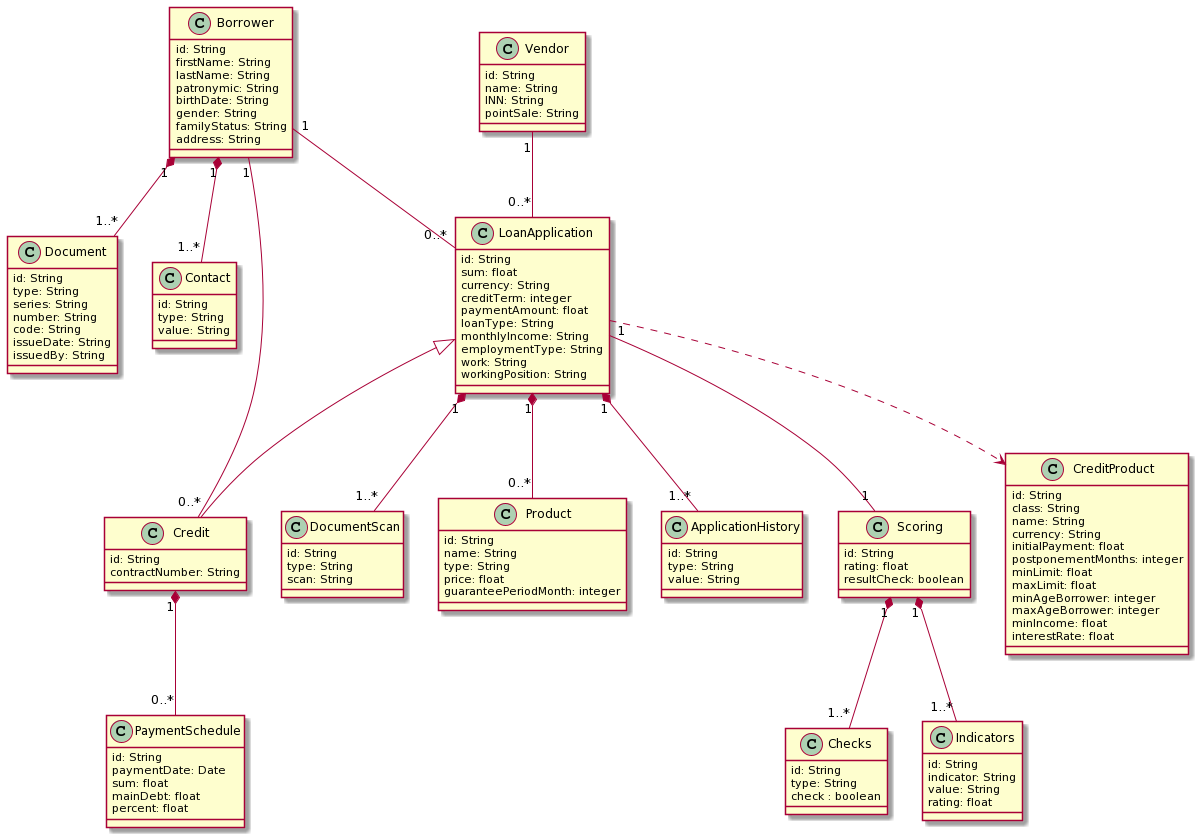 C Borrower
id: String
firstName: String
lastName: String
patronymic: String
birthDate: String
gender: String
familyStatus: String
address: String
C Vendor
id: String
name: String
INN: String
pointSale: String
1
1
1
1
1
1..*
1..*
0..*
0..*
C Document
id: String
type: String
series: String
number: String
code: String
issueDate: String
issuedBy: String
C Contact
id: String
type: String
value: String
C LoanApplication
id: String
sum: float
currency: String
creditTerm: integer
paymentAmount: float
loanType: String
monthlyIncome: String
employmentType: String
work: String
workingPosition: String
1
1
1
1
0..*
1..*
0..*
1..*
1
C Credit
id: String
contractNumber: String
C DocumentScan
id: String
type: String
scan: String
C Product
id: String
name: String
type: String
price: float
guaranteePeriodMonth: integer
C ApplicationHistory
id: String
type: String
value: String
C Scoring
id: String
rating: float
resultCheck: boolean
C CreditProduct
id: String
class: String
name: String
currency: String
initialPayment: float
postponementMonths: integer
minLimit: float
maxLimit: float
minAgeBorrower: integer
maxAgeBorrower: integer
minIncome: float
interestRate: float
1
1
1
0..*
1..*
1..*
C PaymentSchedule
id: String
paymentDate: Date
sum: float
mainDebt: float
percent: float
C Checks
id: String
type: String
check : boolean
C Indicators
id: String
indicator: String
value: String
rating: float